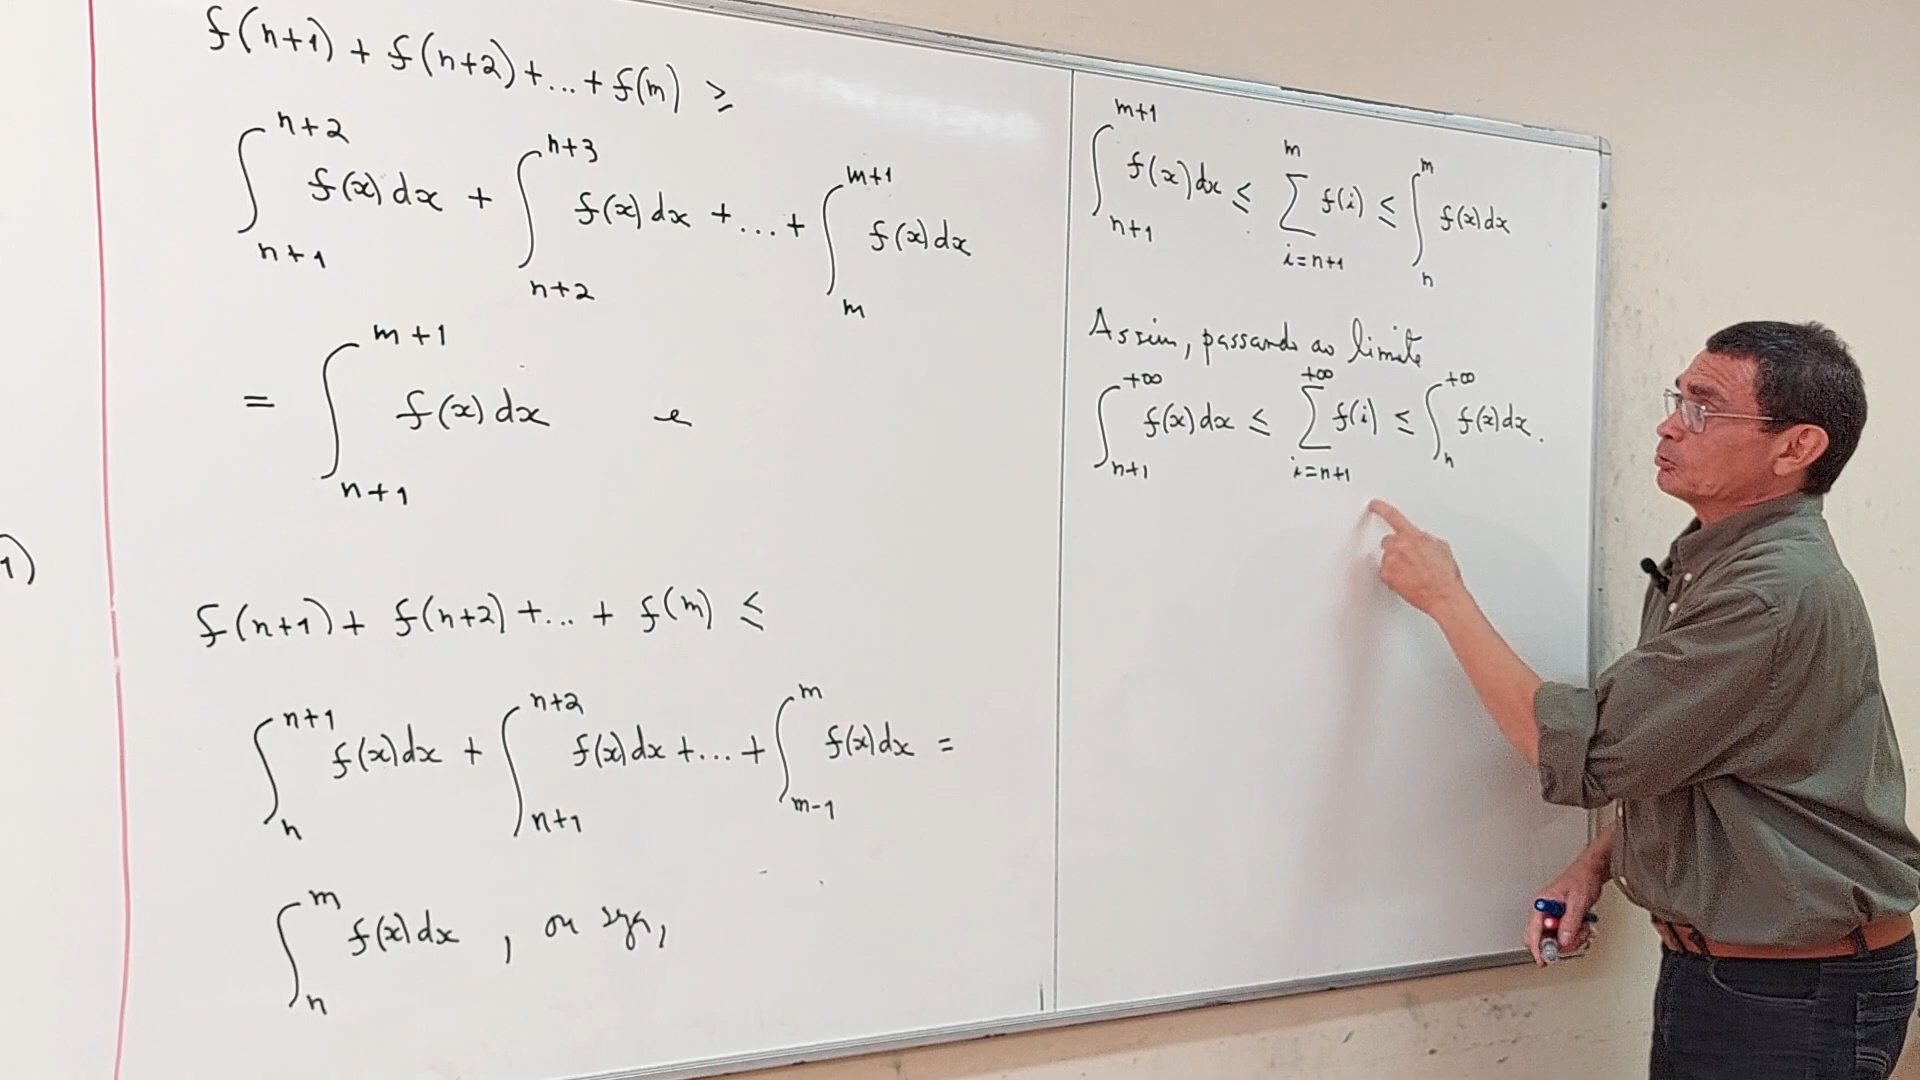 f(n+1) + f(n+2) + ... + f(m) ≥
∫_{n+1}^{n+2} f(x) dx + ∫_{n+2}^{n+3} f(x) dx + ... + ∫_{m}^{m+1} f(x) dx
= ∫_{n+1}^{m+1} f(x) dx e
1)
f(n+1) + f(n+2) + ... + f(m) ≤
∫_{n}^{n+1} f(x) dx + ∫_{n+1}^{n+2} f(x) dx + ... + ∫_{m-1}^{m} f(x) dx =
∫_{n}^{m} f(x) dx , ou seja,
∫_{n+1}^{m+1} f(x) dx ≤ ∑_{i=n+1}^{m} f(i) ≤ ∫_{n}^{m} f(x) dx
Assim, passando ao limite
∫_{n+1}^{+∞} f(x) dx ≤ ∑_{i=n+1}^{+∞} f(i) ≤ ∫_{n}^{+∞} f(x) dx .